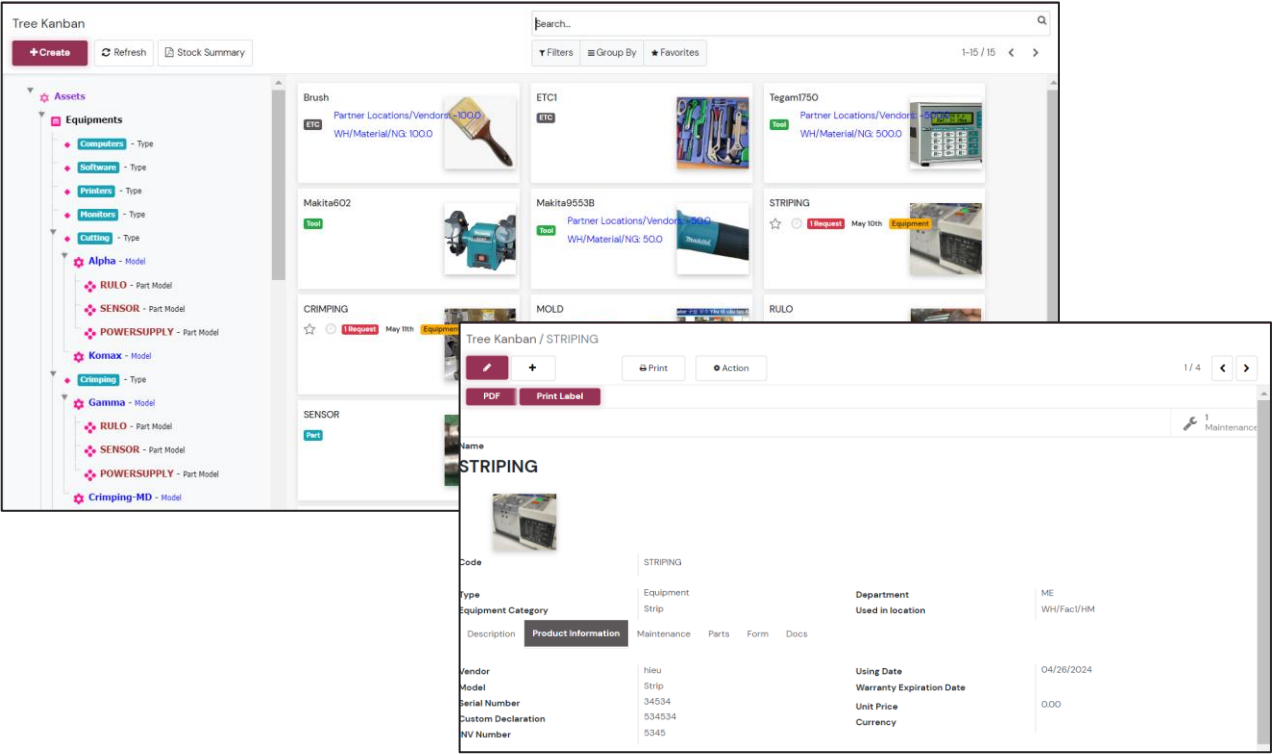 Tree Kanban
Search...
+Create Refresh Stock Summary
Filters Group By Favorites
1-15 / 15
Assets
Equipments
Computers - Type
Software - Type
Printers - Type
Monitors - Type
Cutting - Type
Alpha - Model
RULO - Part Model
SENSOR - Part Model
POWERSUPPLY - Part Model
Komax - Model
Crimping - Type
Gamma - Model
RULO - Part Model
SENSOR - Part Model
POWERSUPPLY - Part Model
Crimping-MD - Model
Brush
Partner Locations/Vendors: -100.0
ETC
WH/Material/NG: 100.0
ETC1
ETC
Tegam1750
Partner Locations/Vendors: -500.0
Tool
WH/Material/NG: 500.0
Makita602
Tool
Makita9553B
Partner Locations/Vendors: -50.0
Tool
WH/Material/NG: 50.0
STRIPING
1 Request May 10th Equipment
CRIMPING
1 Request May 11th Equipment
MOLD
RULO
SENSOR
Part
Tree Kanban / STRIPING
+ Print Action
1 / 4
PDF Print Label
1
Maintenance
Name
STRIPING
Code STRIPING
Type Equipment
Department ME
Equipment Category Strip
Used in location WH/Fac1/HM
Description Product Information Maintenance Parts Form Docs
Vendor hieu
Using Date 04/26/2024
Model Strip
Warranty Expiration Date
Serial Number 34534
Unit Price 0.00
Custom Declaration 534534
Currency
INV Number 5345